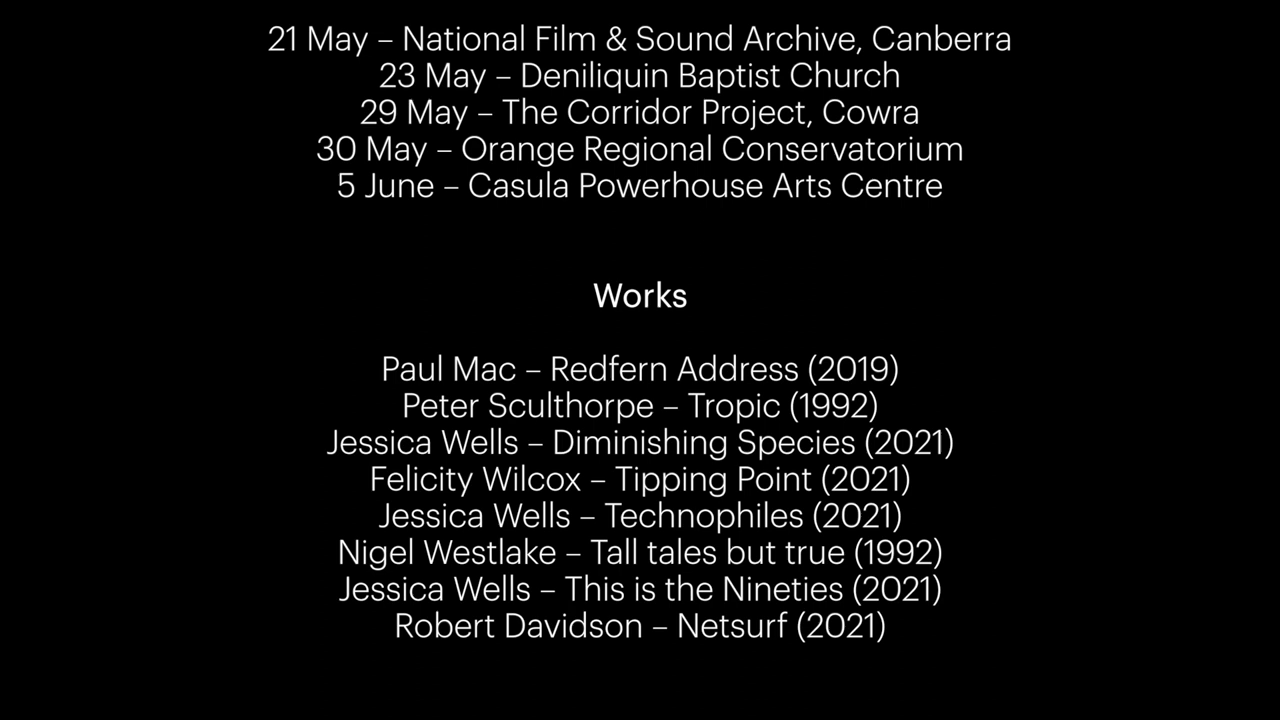 21 May – National Film & Sound Archive, Canberra
23 May – Deniliquin Baptist Church
29 May – The Corridor Project, Cowra
30 May – Orange Regional Conservatorium
5 June – Casula Powerhouse Arts Centre
Works
Paul Mac – Redfern Address (2019)
Peter Sculthorpe – Tropic (1992)
Jessica Wells – Diminishing Species (2021)
Felicity Wilcox – Tipping Point (2021)
Jessica Wells – Technophiles (2021)
Nigel Westlake – Tall tales but true (1992)
Jessica Wells – This is the Nineties (2021)
Robert Davidson – Netsurf (2021)